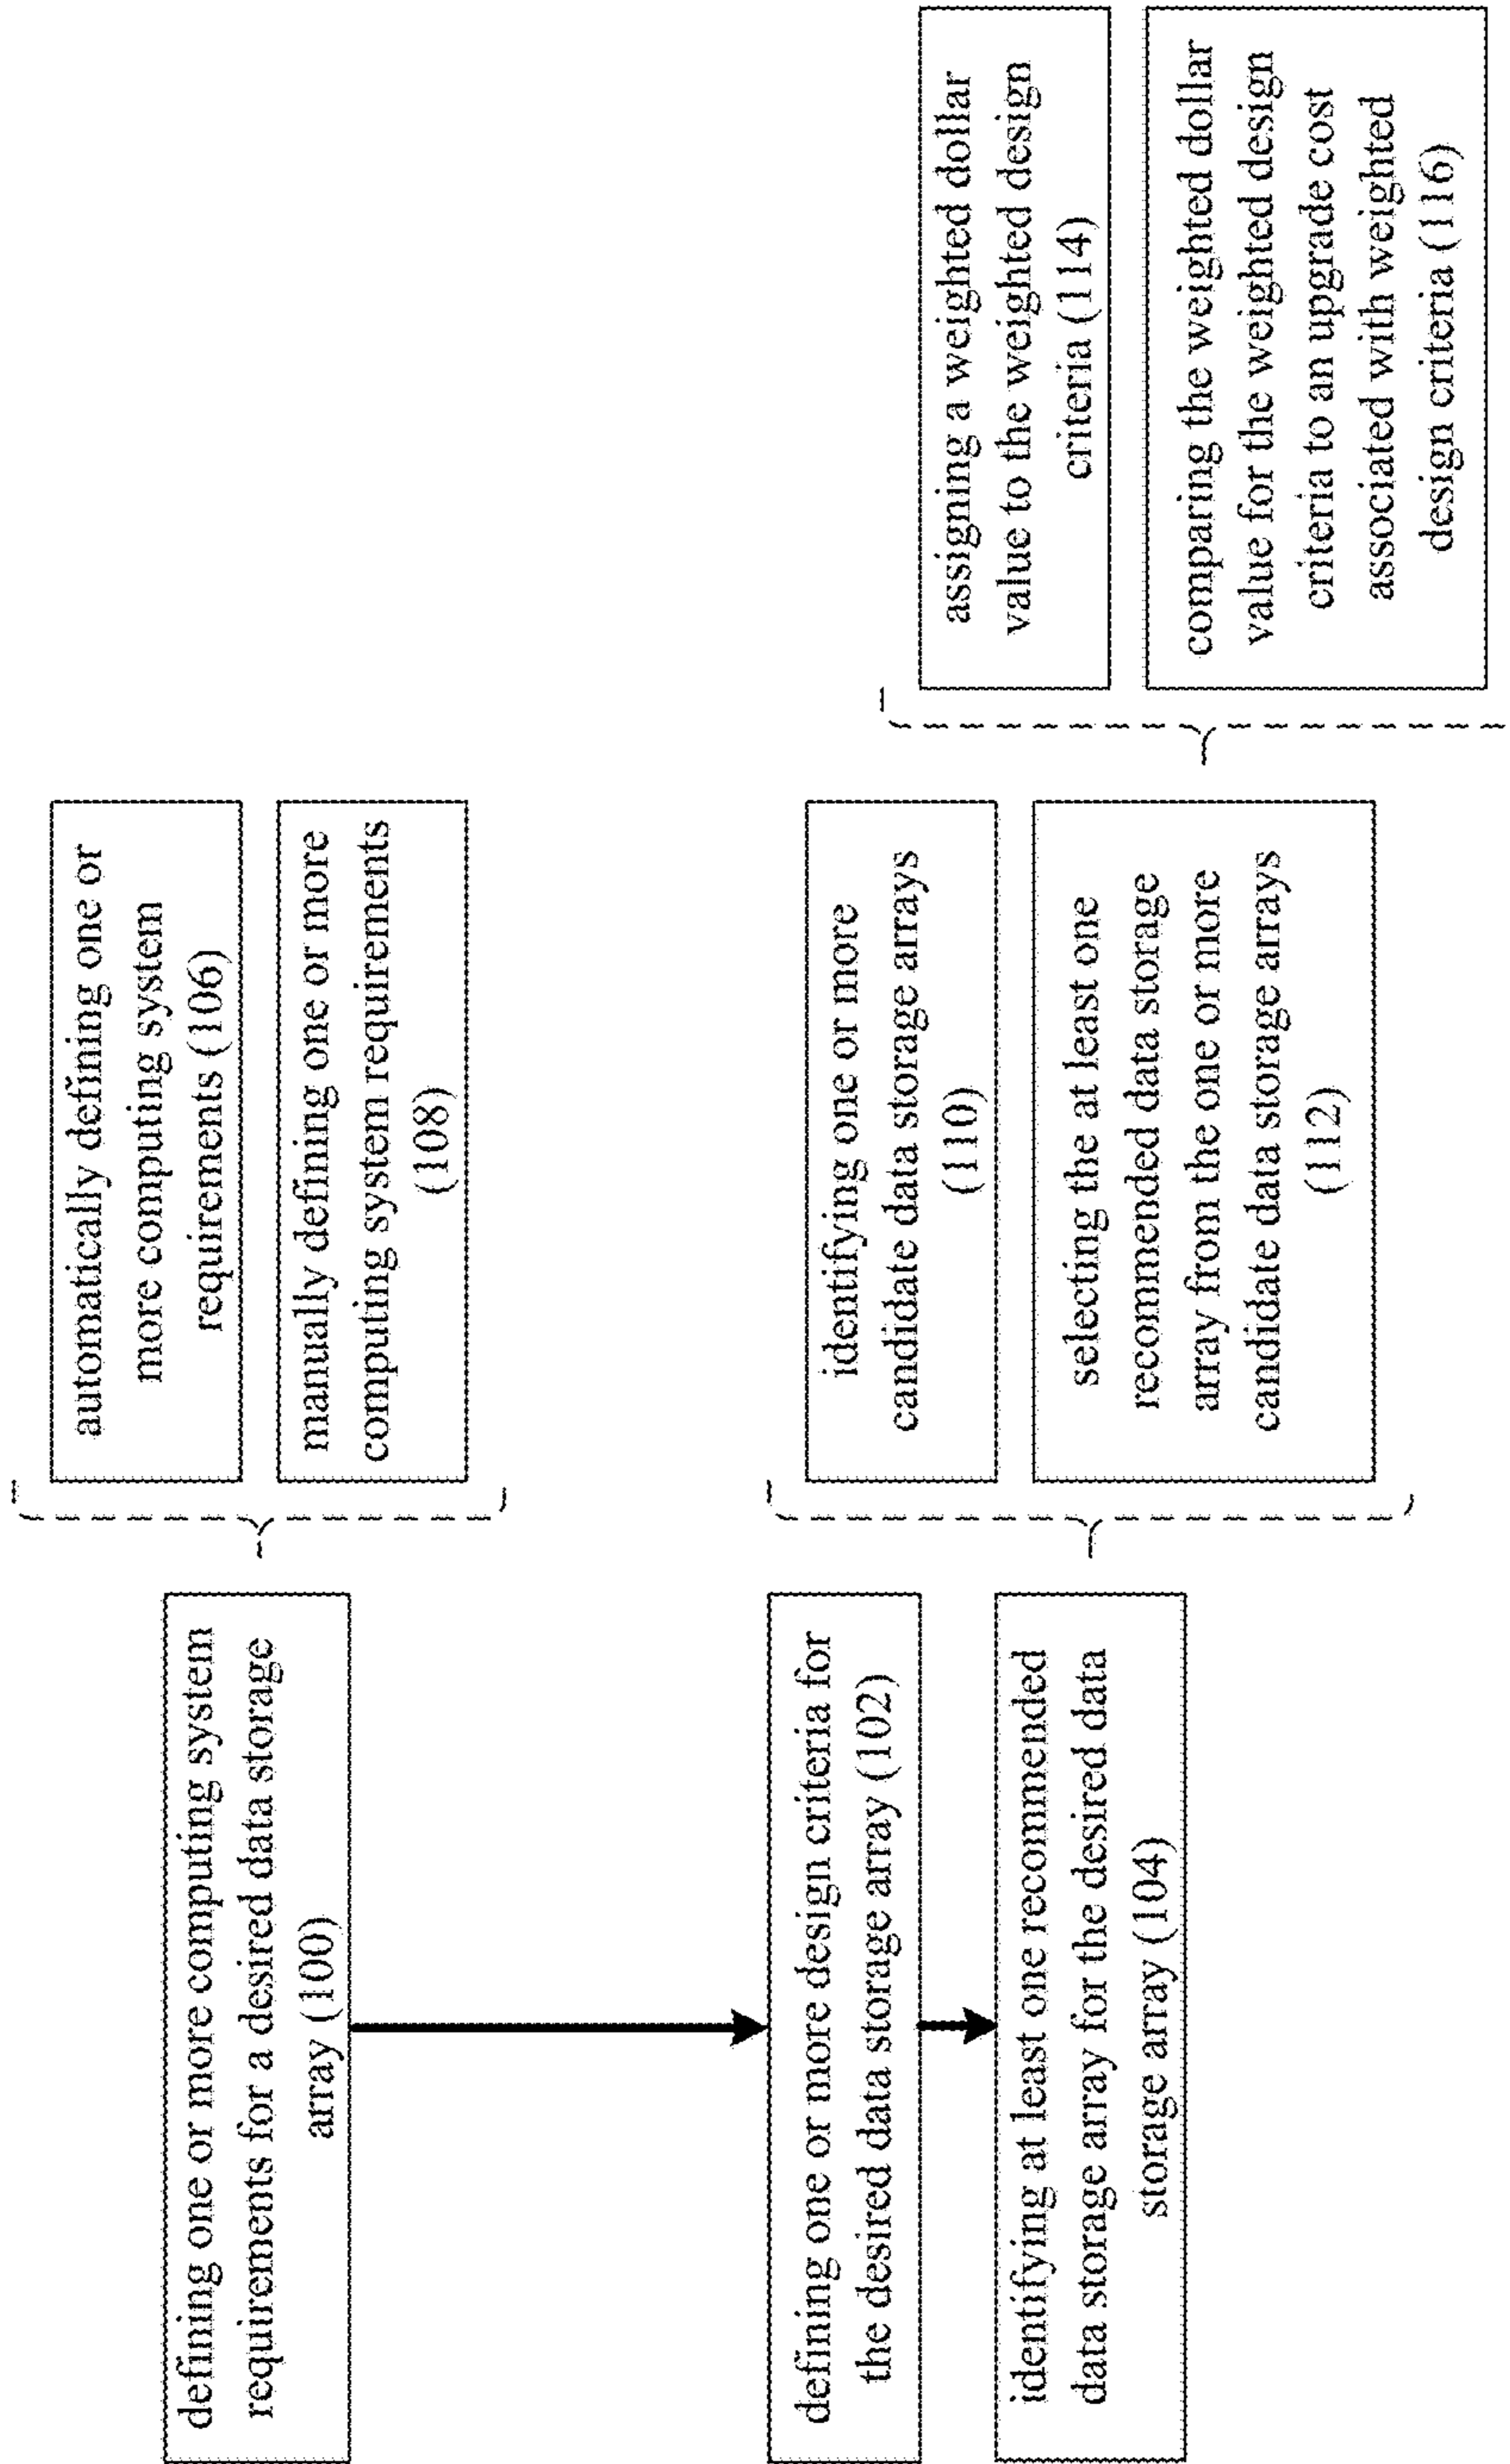 defining one or more computing system
requirements for a desired data storage
array (100)
automatically defining one or
more computing system
requirements (106)
manually defining one or more
computing system requirements
(108)
defining one or more design criteria for
the desired data storage array (102)
identifying at least one recommended
data storage array for the desired data
storage array (104)
identifying one or more
candidate data storage arrays
(110)
selecting the at least one
recommended data storage
array from the one or more
candidate data storage arrays
(112)
assigning a weighted dollar
value to the weighted design
criteria (114)
comparing the weighted dollar
value for the weighted design
criteria to an upgrade cost
associated with weighted
design criteria (116)